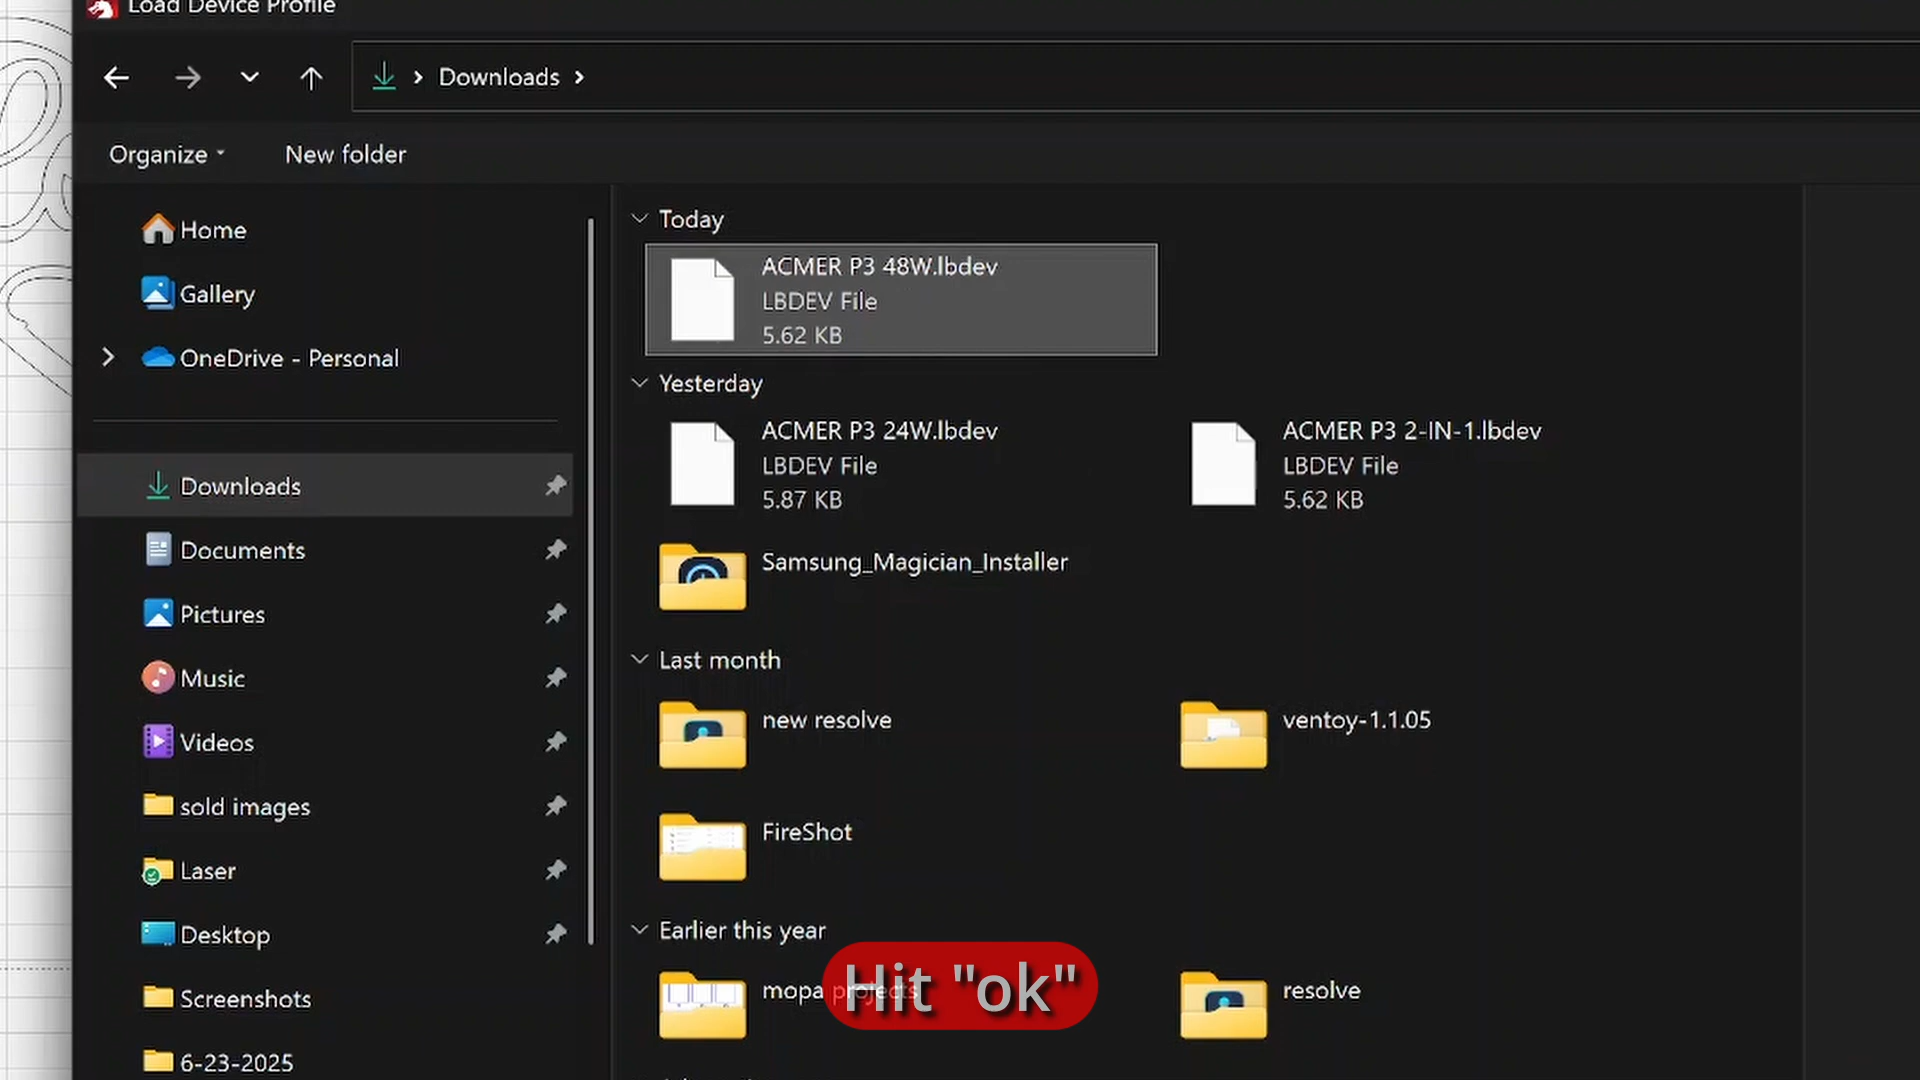 Load Device Profile
Downloads
Organize
New folder
Home
Gallery
OneDrive - Personal
Downloads
Documents
Pictures
Music
Videos
sold images
Laser
Desktop
Screenshots
6-23-2025
Today
ACMER P3 48W.lbdev
LBDEV File
5.62 KB
Yesterday
ACMER P3 24W.lbdev
LBDEV File
5.87 KB
ACMER P3 2-IN-1.lbdev
LBDEV File
5.62 KB
Samsung_Magician_Installer
Last month
new resolve
ventoy-1.1.05
FireShot
Earlier this year
mopa projects
resolve
Hit "ok"